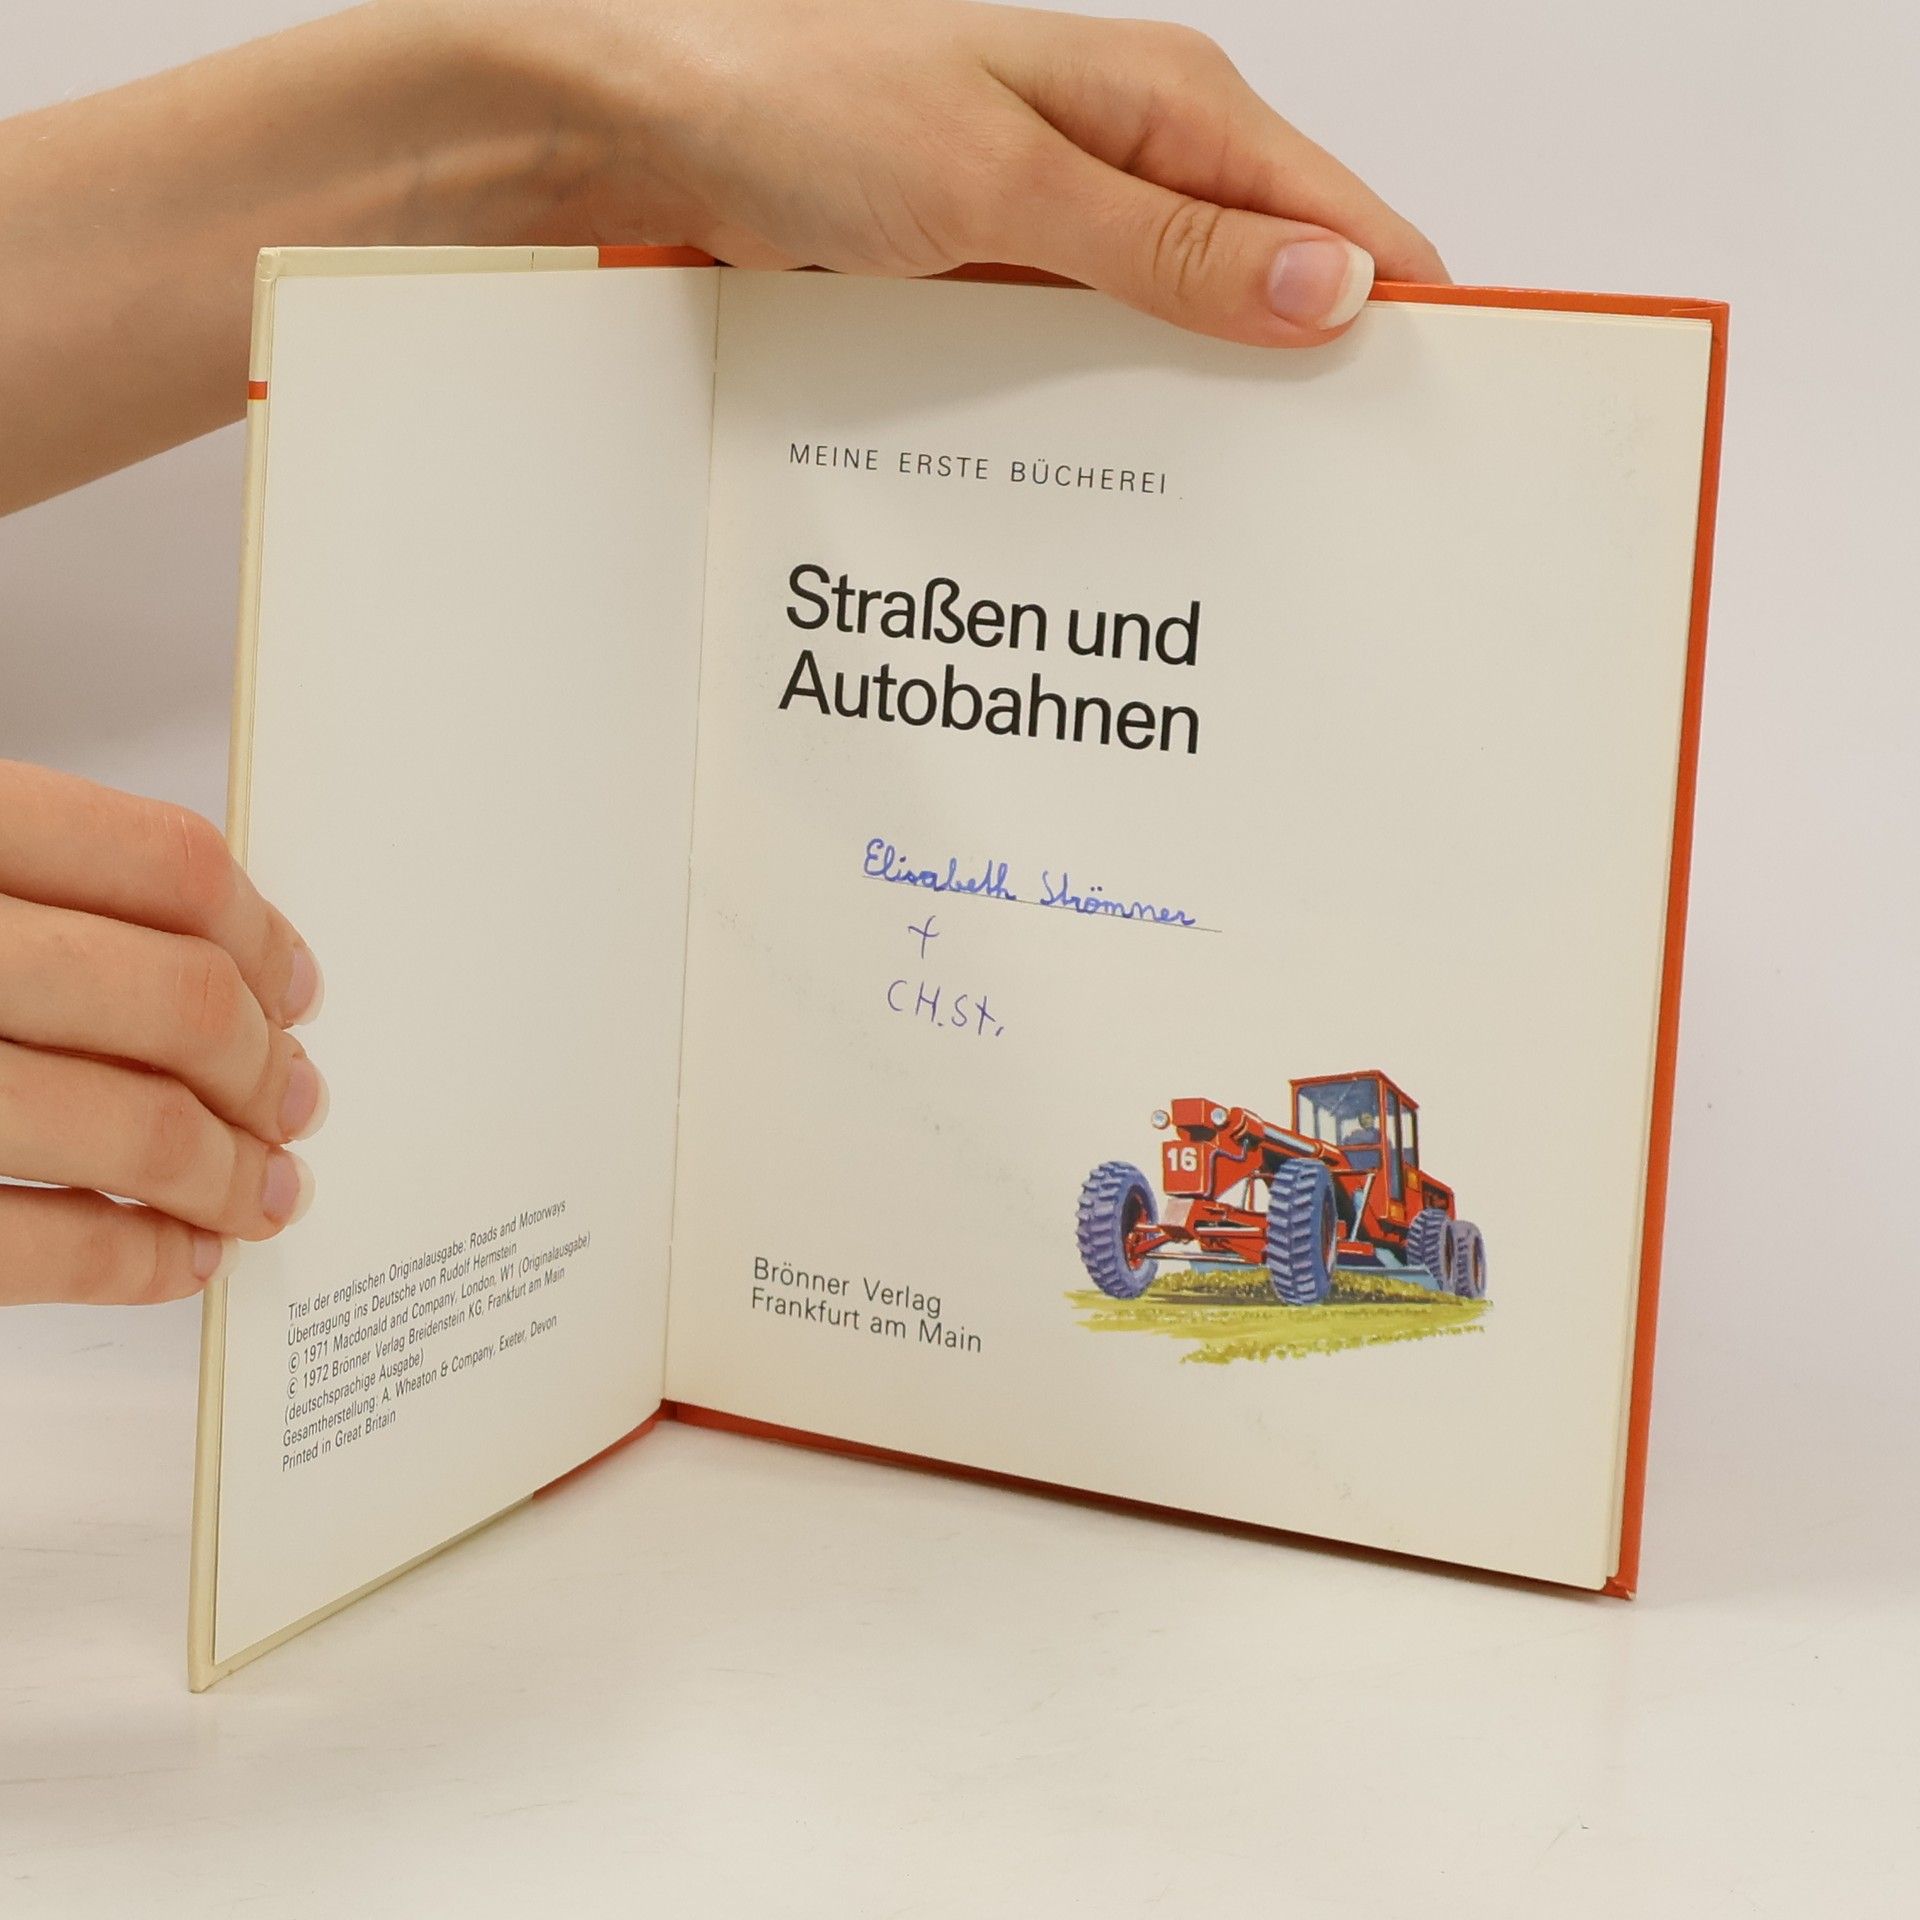 Titel der englischen Originalausgabe: Roads and Motorways
Übertragung ins Deutsche von Rudolf Hermstein
© 1971 Macdonald and Company, London, W1 (Originalausgabe)
© 1972 Brönner Verlag Breidenstein KG, Frankfurt am Main
(deutschsprachige Ausgabe)
Gesamtherstellung: A. Wheaton & Company, Exeter, Devon
Printed in Great Britain
MEINE ERSTE BÜCHEREI
Straßen und
Autobahnen
Elisabeth Strömner
+
CH.St.
16
Brönner Verlag
Frankfurt am Main